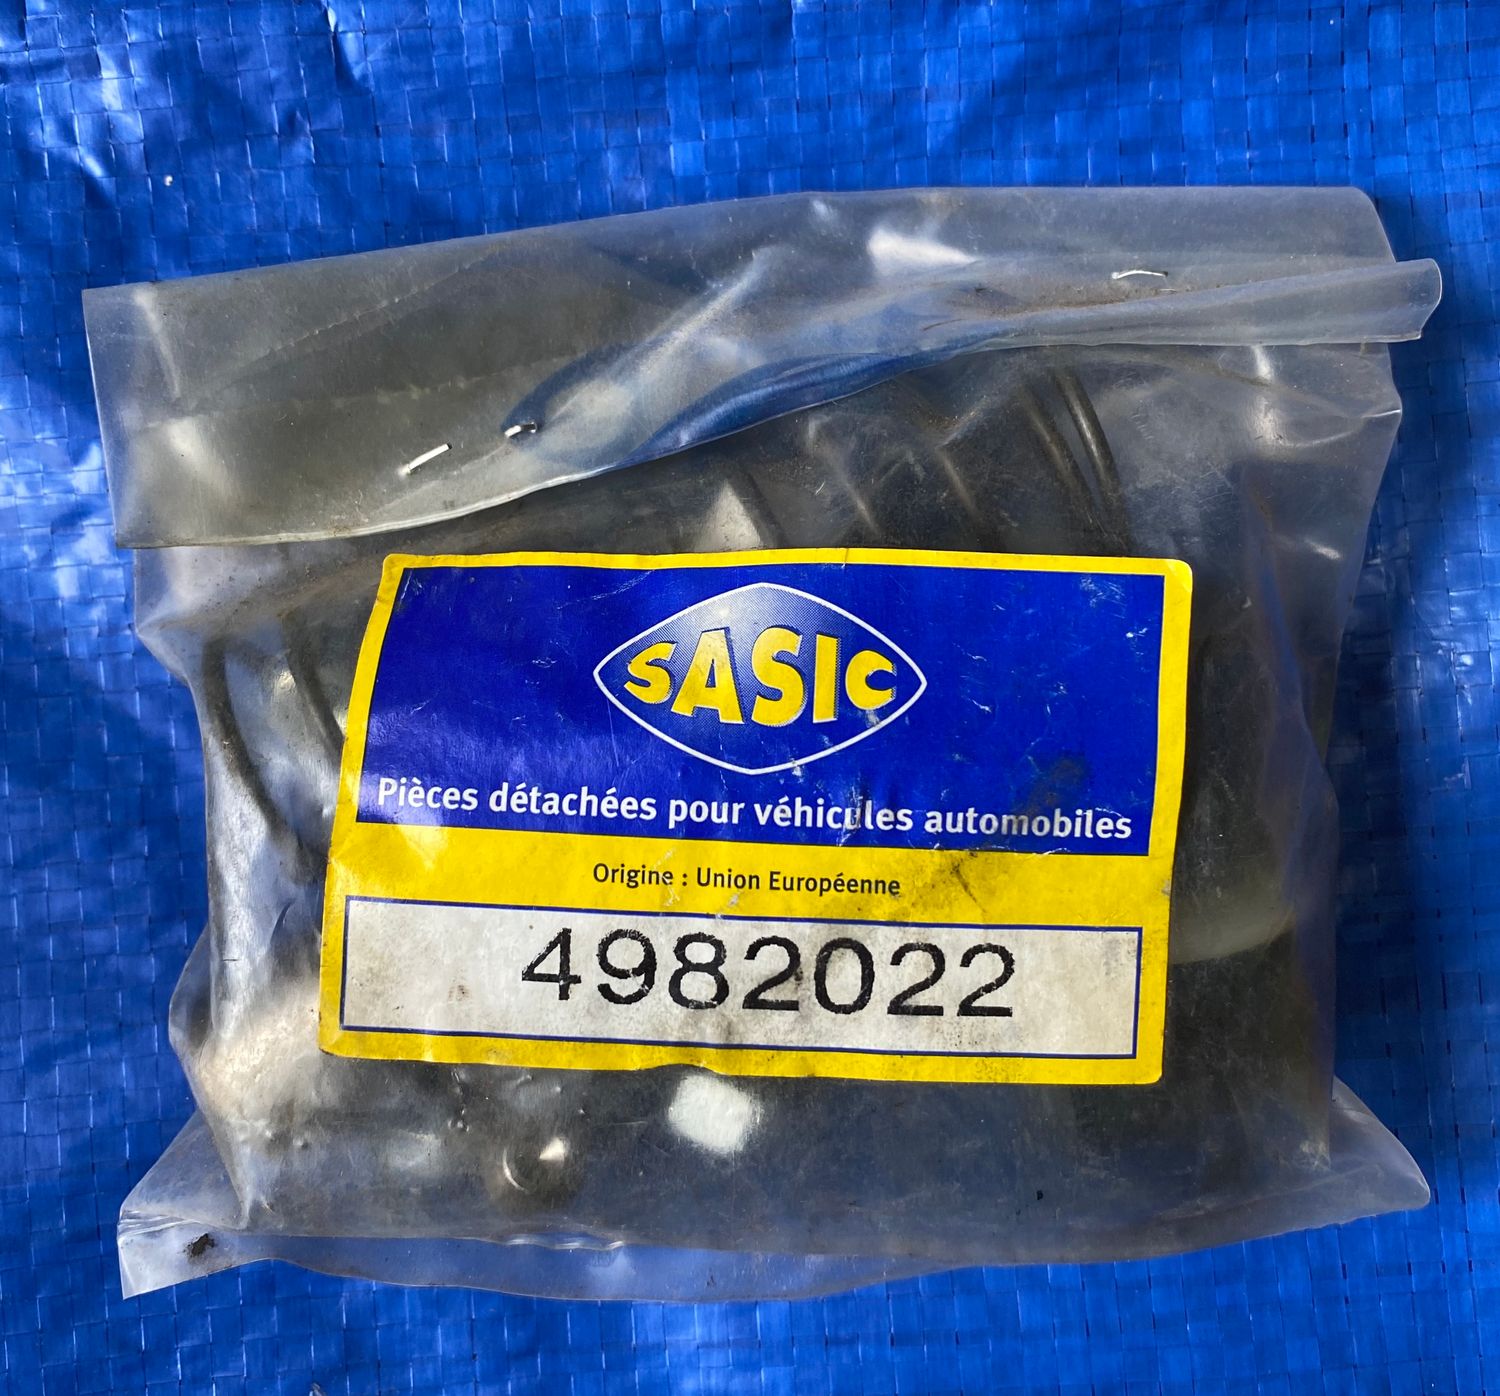 SASIC
Pièces détachées pour véhicules automobiles
Origine : Union Européenne
4982022